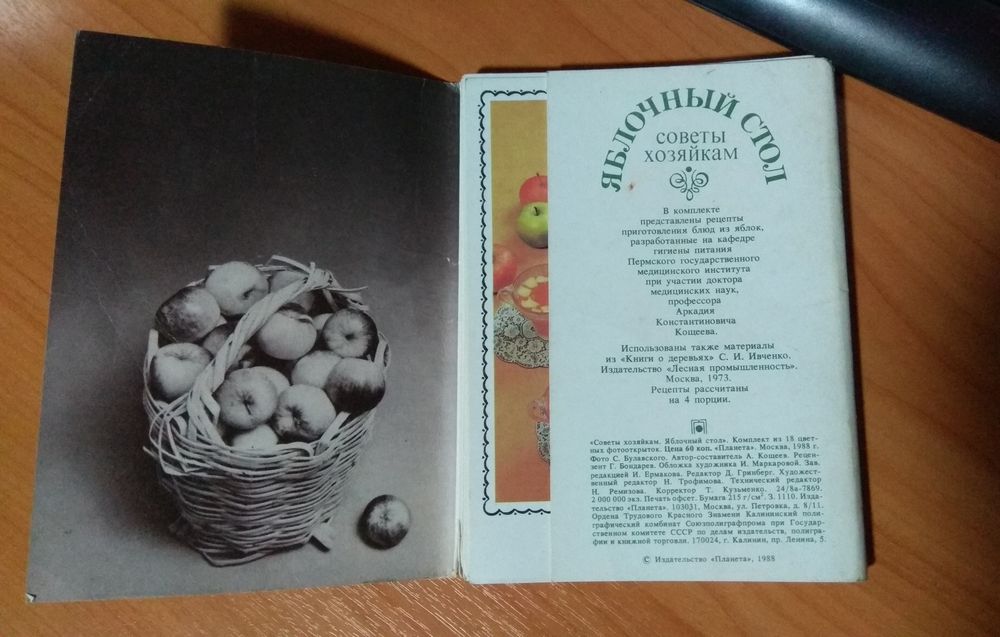 ЯБЛОЧНЫЙ СТОЛ
советы
хозяйкам
В комплекте
представлены рецепты
приготовления блюд из яблок,
разработанные на кафедре
гигиены питания
Пермского государственного
медицинского института
при участии доктора
медицинских наук,
профессора
Аркадия
Константиновича
Кощеева.
Использованы также материалы
из «Книги о деревьях» С. И. Ивченко.
Издательство «Лесная промышленность».
Москва, 1973.
Рецепты рассчитаны
на 4 порции.
«Советы хозяйкам. Яблочный стол». Комплект из 18 цвет-
ных фотооткрыток. Цена 60 коп. «Планета». Москва, 1988 г.
Фото С. Булавского. Автор-составитель А. Кощеев. Рецен-
зент Г. Бондарев. Обложка художника И. Маркаровой. Зав.
редакцией И. Ермакова. Редактор Д. Гринберг. Художест-
венный редактор Н. Трофимова. Технический редактор
Н. Ремизова. Корректор Т. Кузьменко. 24/8а-7869.
2 000 000 экз. Печать офсет. Бумага 215 г/см². З. 1110. Изда-
тельство «Планета». 103031, Москва, ул. Петровка, д. 8/11.
Ордена Трудового Красного Знамени Калининский поли-
графический комбинат Союзполиграфпрома при Государ-
ственном комитете СССР по делам издательств, полигра-
фии и книжной торговли. 170024, г. Калинин, пр. Ленина, 5.
© Издательство «Планета», 1988